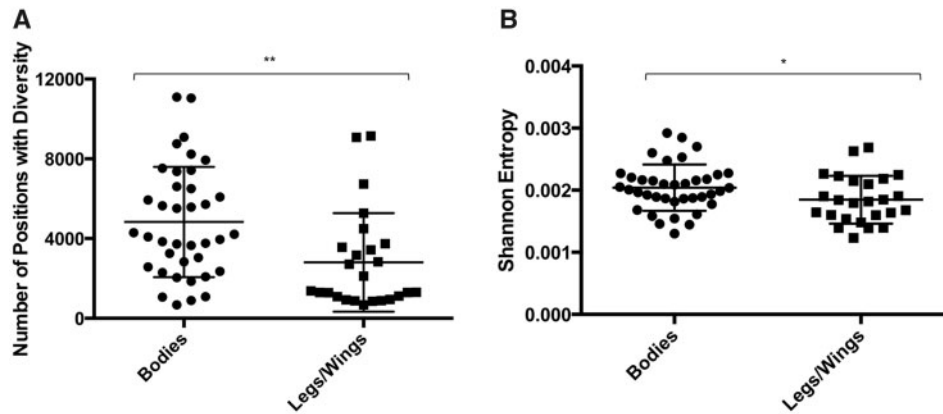 A
Number of Positions with Diversity
12000
8000
4000
0
**
Bodies
Legs/Wings
B
Shannon Entropy
0.004
0.003
0.002
0.001
0.000
*
Bodies
Legs/Wings